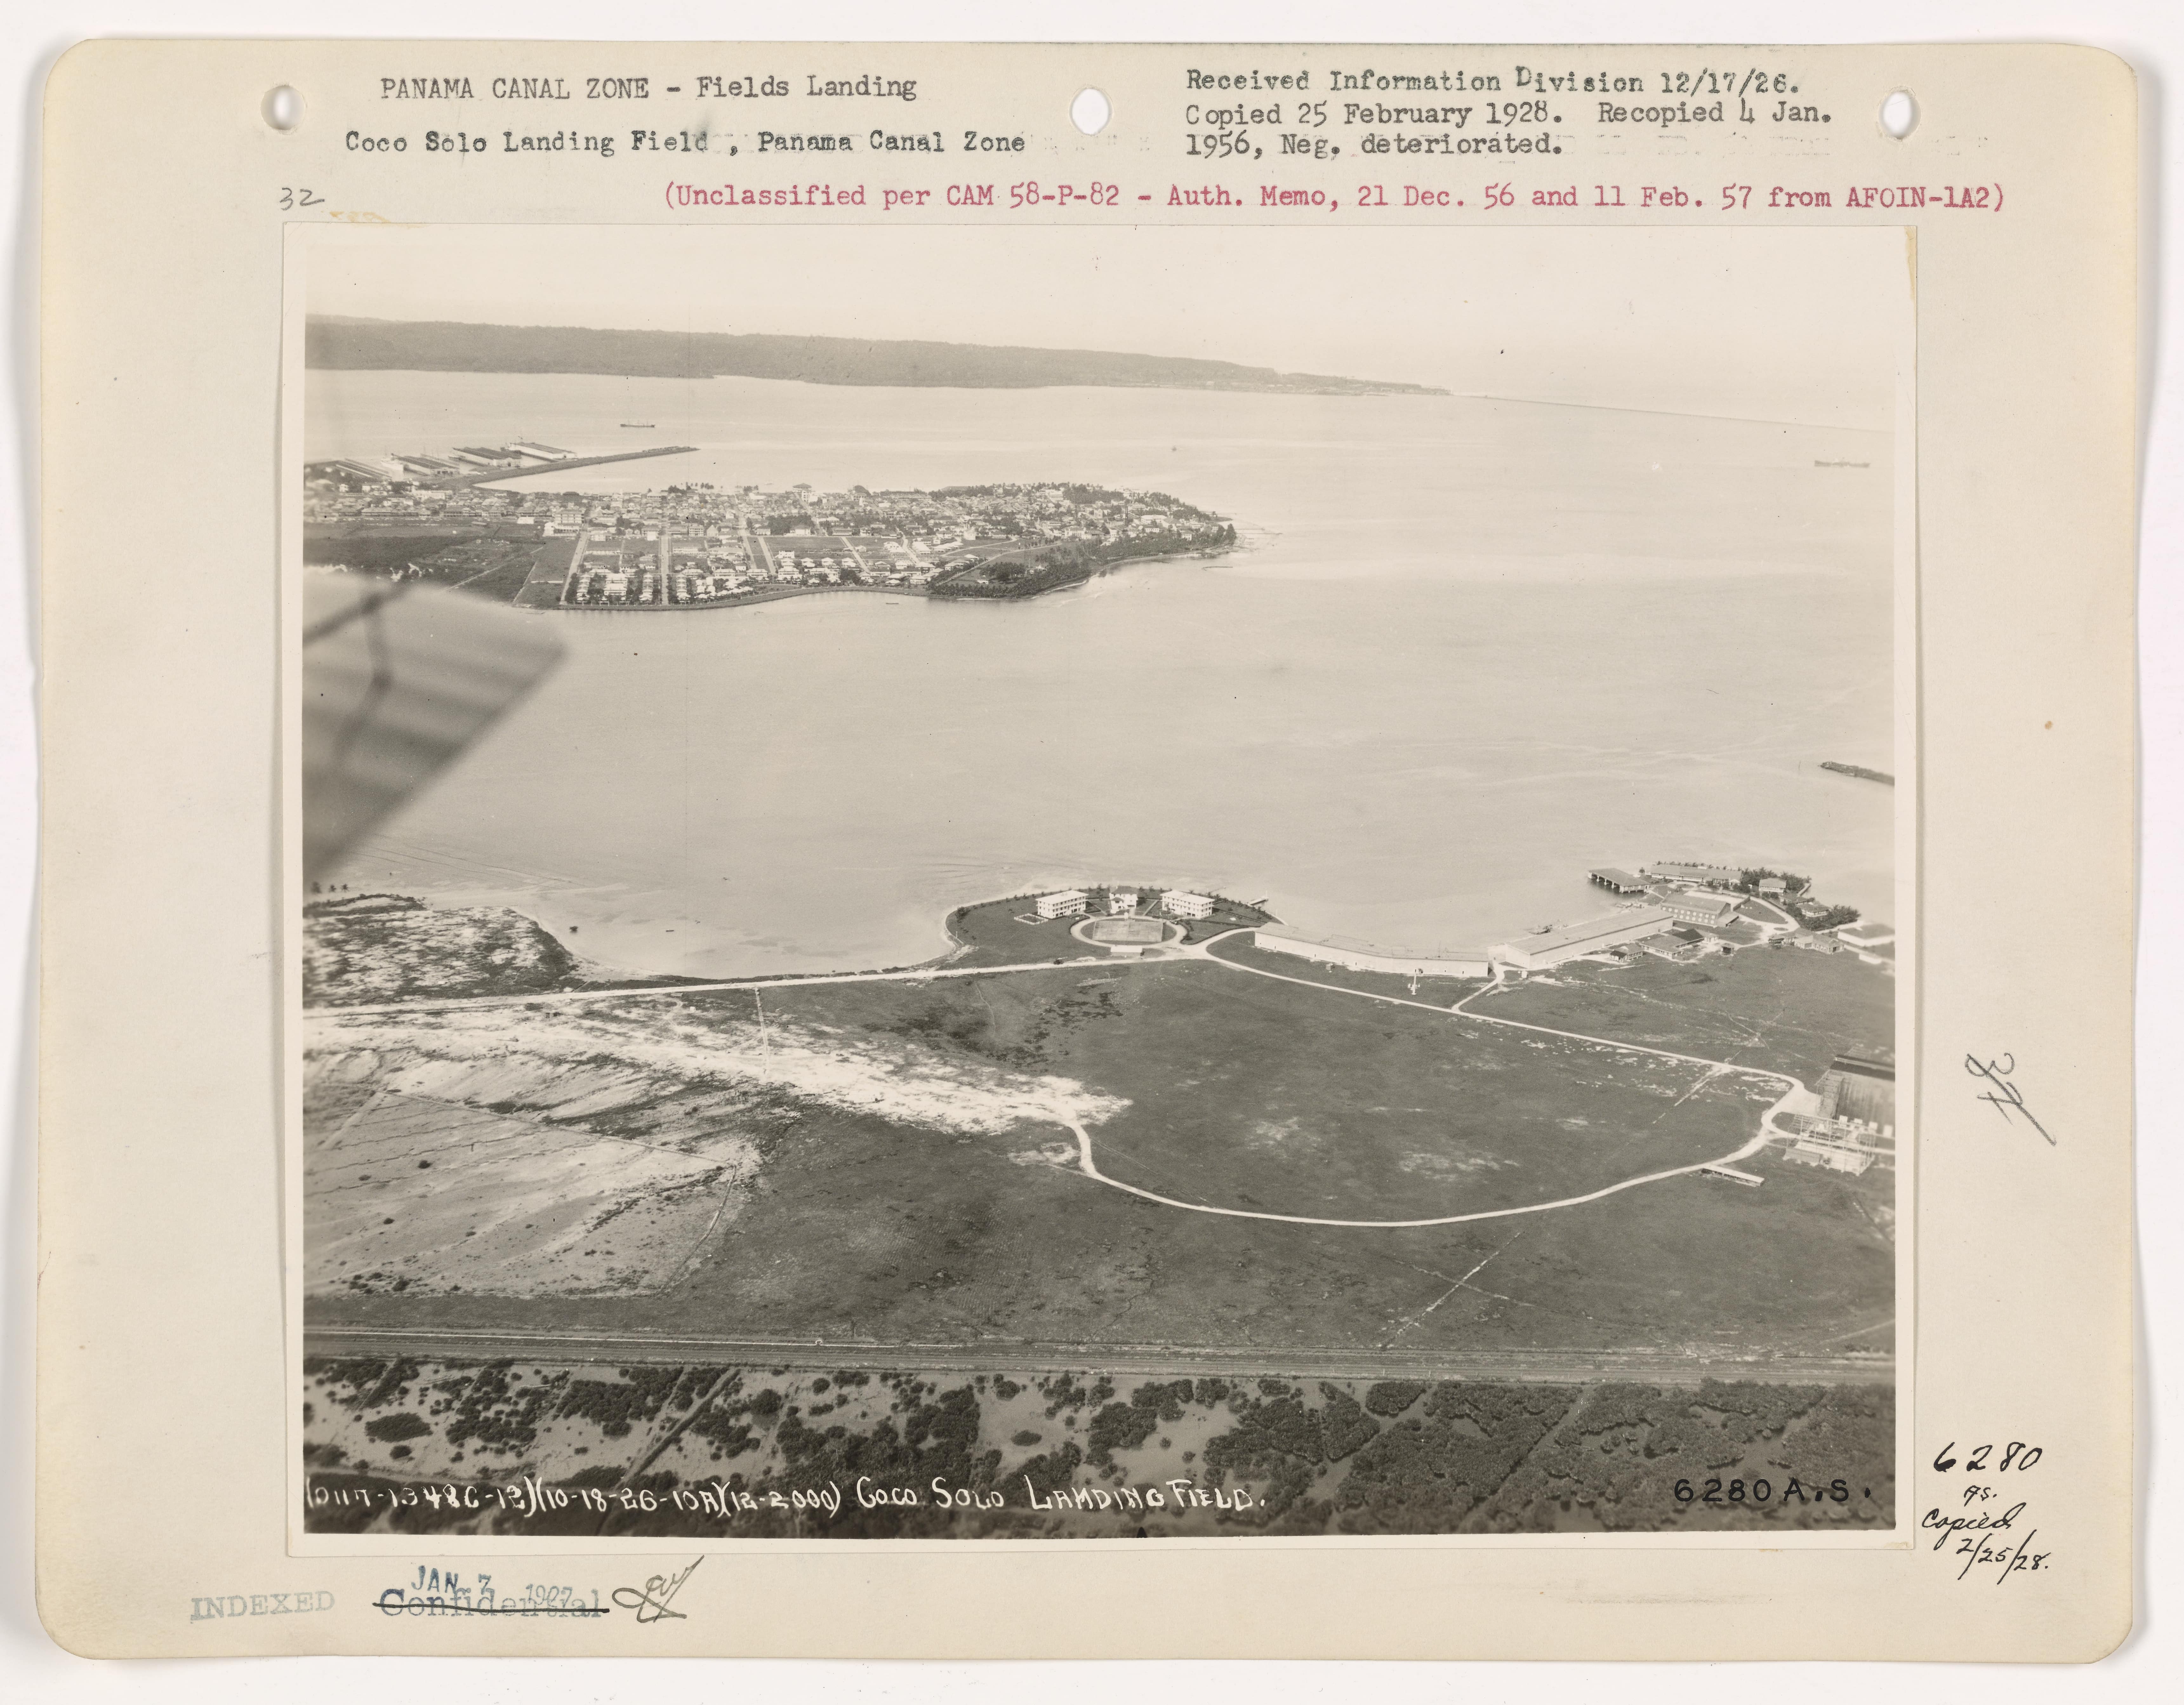 PANAMA CANAL ZONE - Fields Landing
Coco Solo Landing Field , Panama Canal Zone
Received Information Division 12/17/26.
Copied 25 February 1928. Recopied 4 Jan.
1956, Neg. deteriorated.
32
(Unclassified per CAM 58-P-82 - Auth. Memo, 21 Dec. 56 and 11 Feb. 57 from AFOIN-1A2)
-1348C-12)(10-18-26-10A)(12-2000) COCO SOLO LANDING FIELD.
6280 A.S.
6280
AS.
Copied
2/25/28.
INDEXED
JAN 7
Confidential